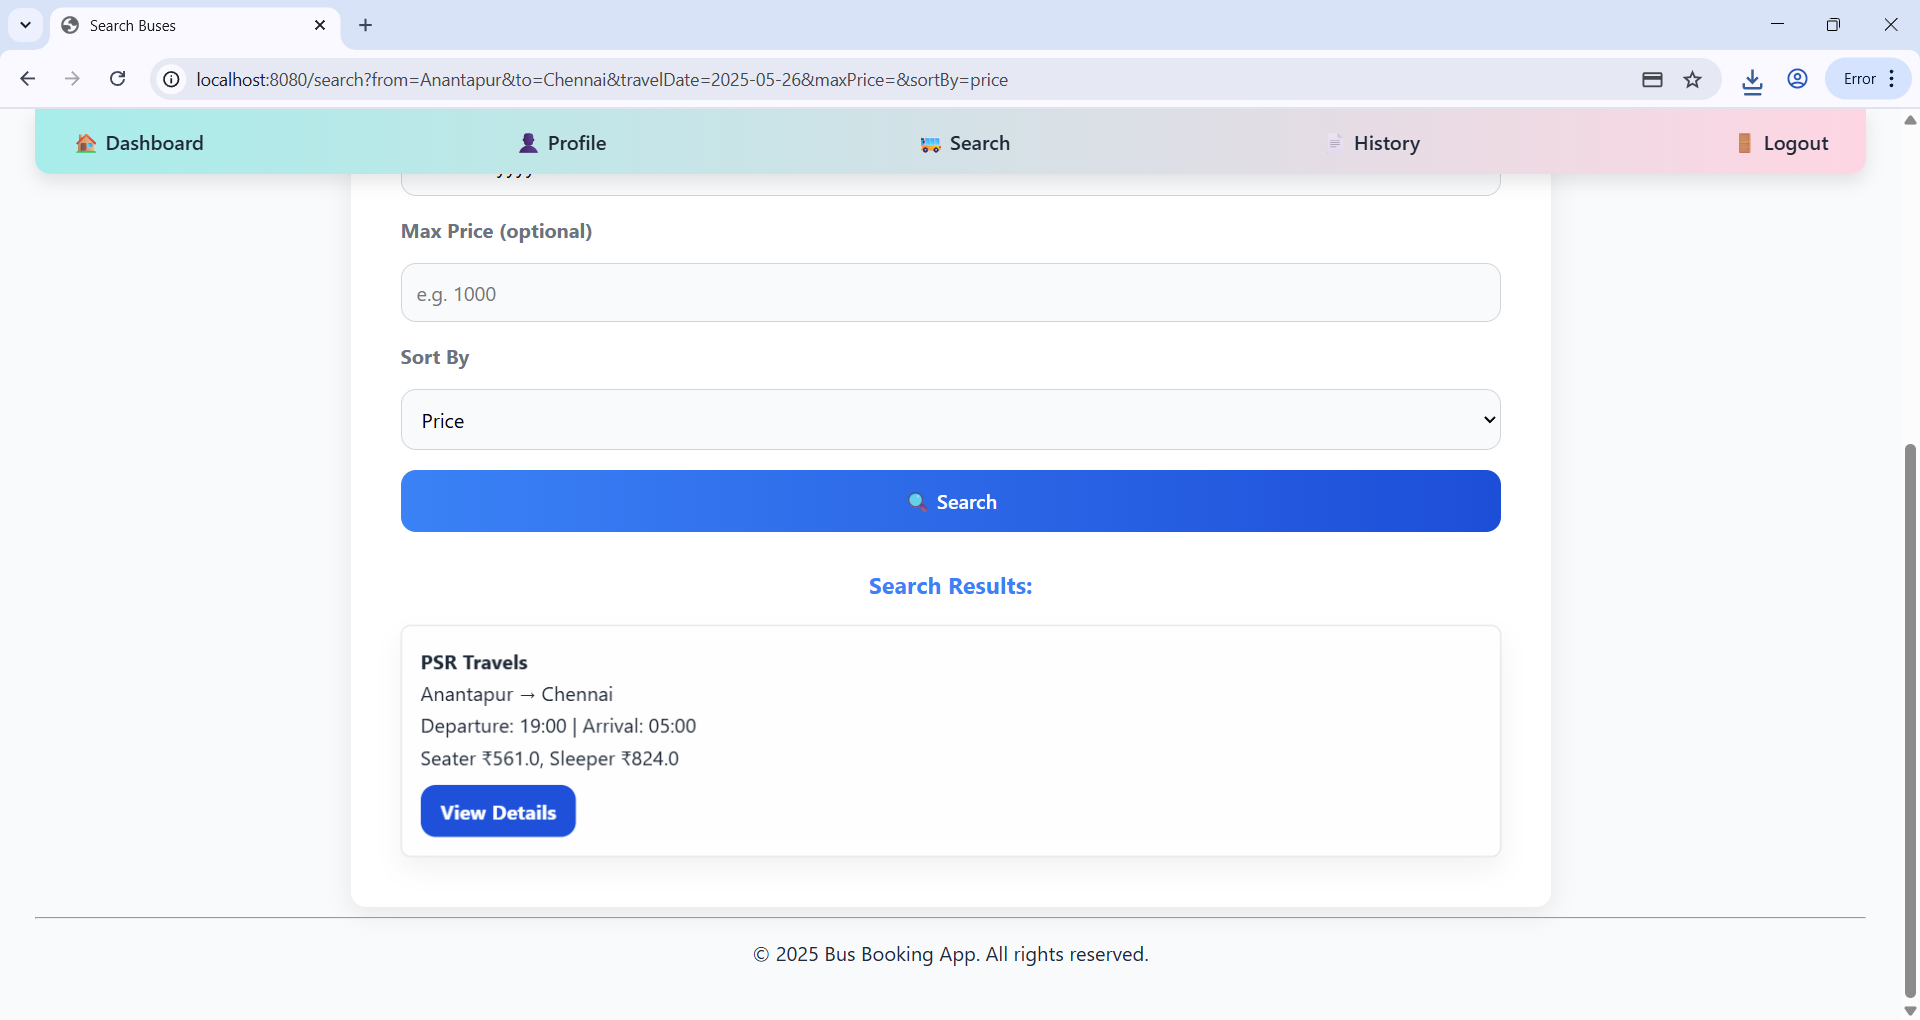 Search Buses
localhost:8080/search?from=Anantapur&to=Chennai&travelDate=2025-05-26&maxPrice=&sortBy=price
Error
Dashboard Profile Search History Logout
Max Price (optional)
e.g. 1000
Sort By
Price
Search
Search Results:
PSR Travels
Anantapur → Chennai
Departure: 19:00 | Arrival: 05:00
Seater ₹561.0, Sleeper ₹824.0
View Details
© 2025 Bus Booking App. All rights reserved.